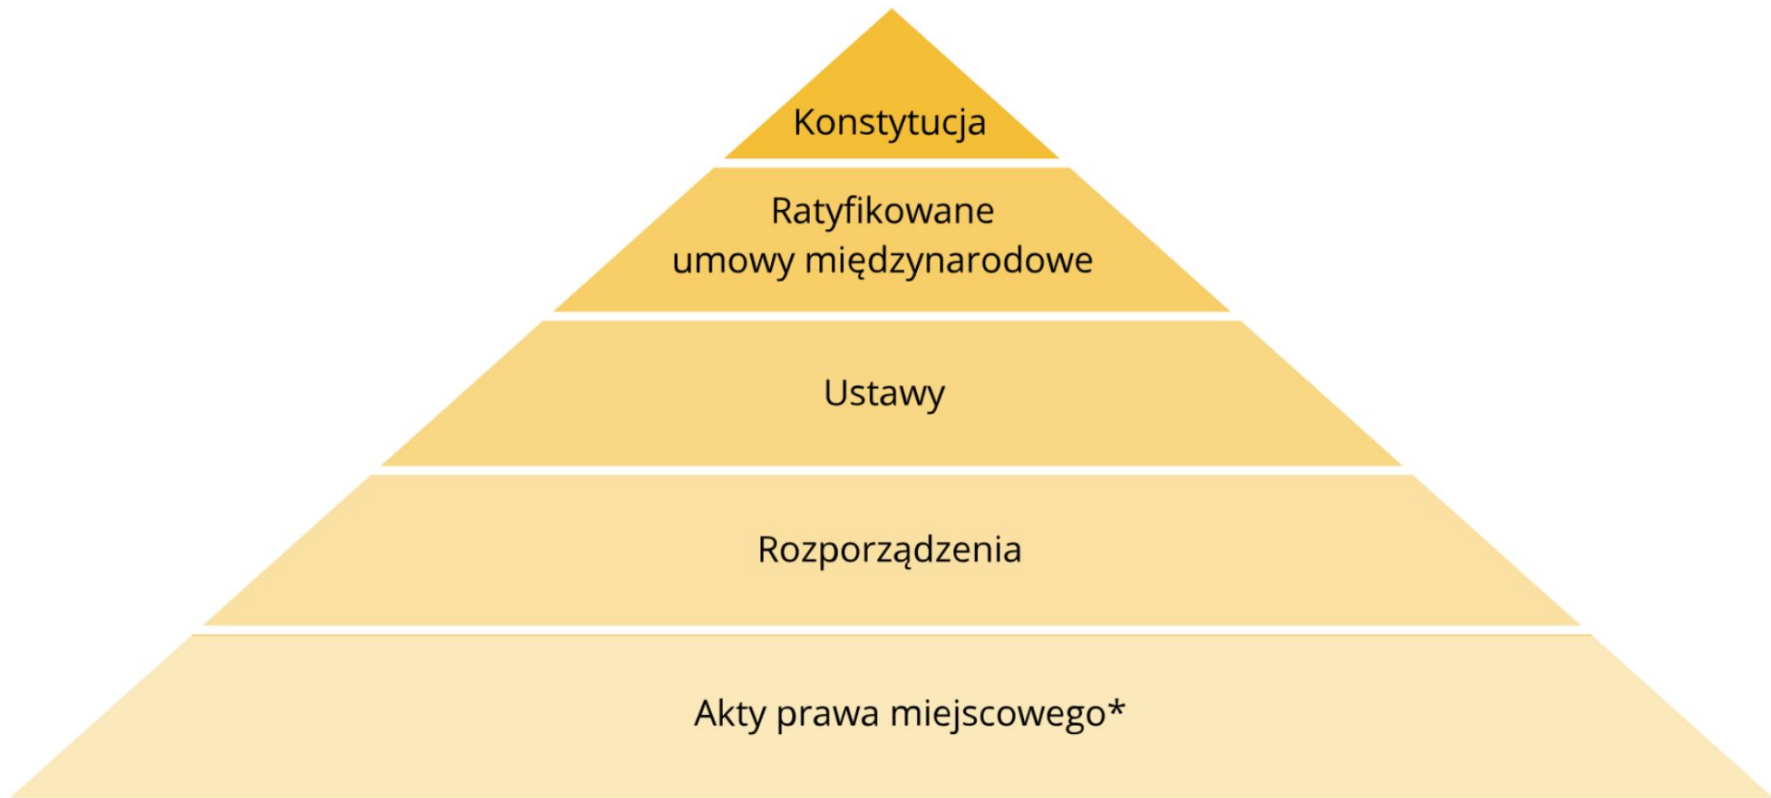 Konstytucja
Ratyfikowane
umowy międzynarodowe
Ustawy
Rozporządzenia
Akty prawa miejscowego*